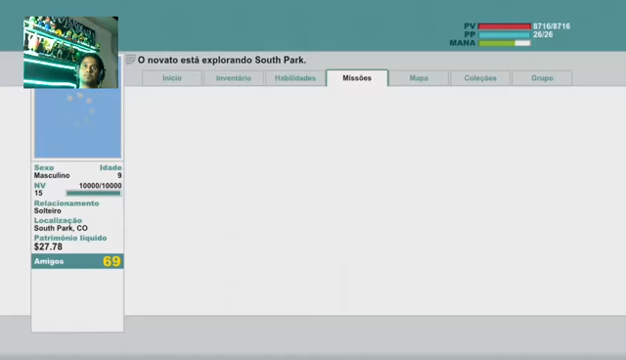 PV 8716/8716
PP 26/26
MANA
O novato está explorando South Park.
Início Inventário Habilidades Missões Mapa Coleções Grupo
Sexo Idade
Masculino 9
NV 10000/10000
15
Relacionamento
Solteiro
Localização
South Park, CO
Patrimônio líquido
$27.78
Amigos 69